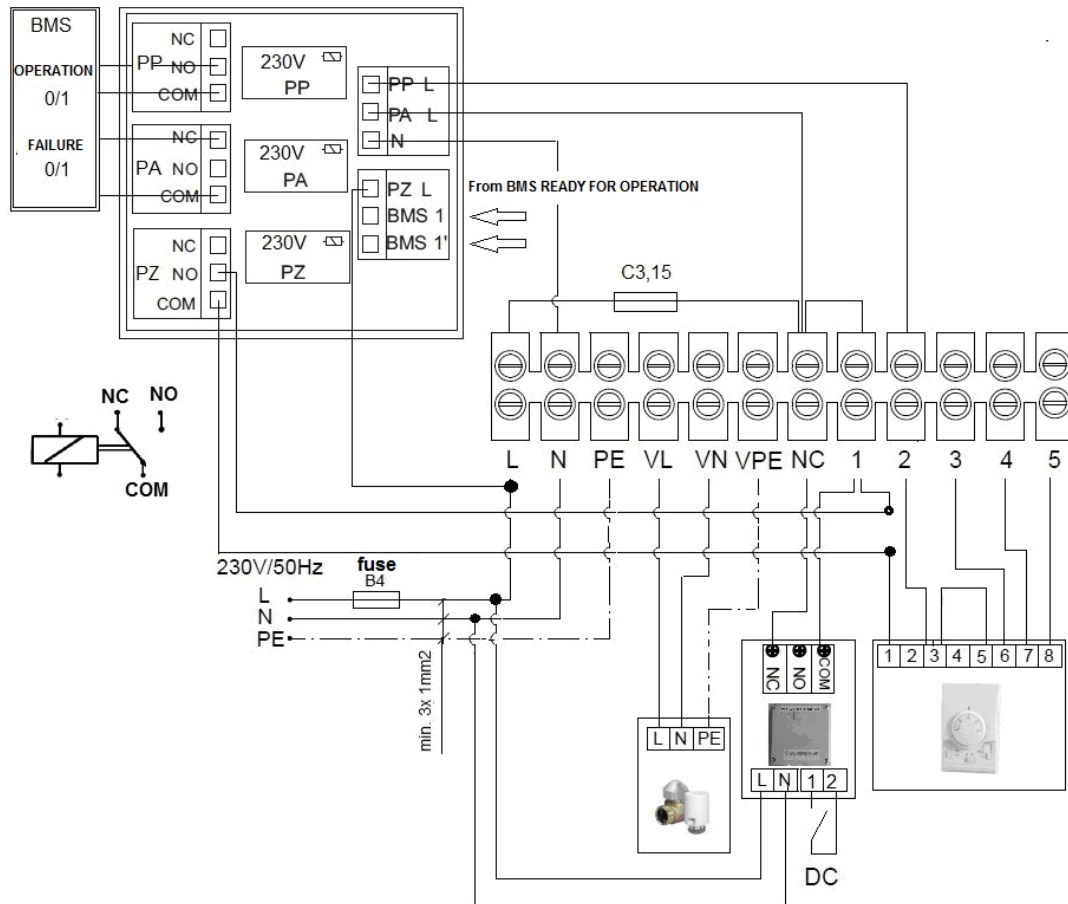 BMS
OPERATION
0/1
FAILURE
0/1
NC
PP NO
COM
230V
PP
NC
PA NO
COM
230V
PA
NC
PZ NO
COM
230V
PZ
PP L
PA L
N
PZ L
BMS 1
BMS 1'
From BMS READY FOR OPERATION
C3,15
NC NO
COM
L N PE VL VN VPE NC 1 2 3 4 5
230V/50Hz
fuse
B4
L
N
PE
min. 3x 1mm2
L N PE
NC NO COM
L N 1 2
DC
1 2 3 4 5 6 7 8